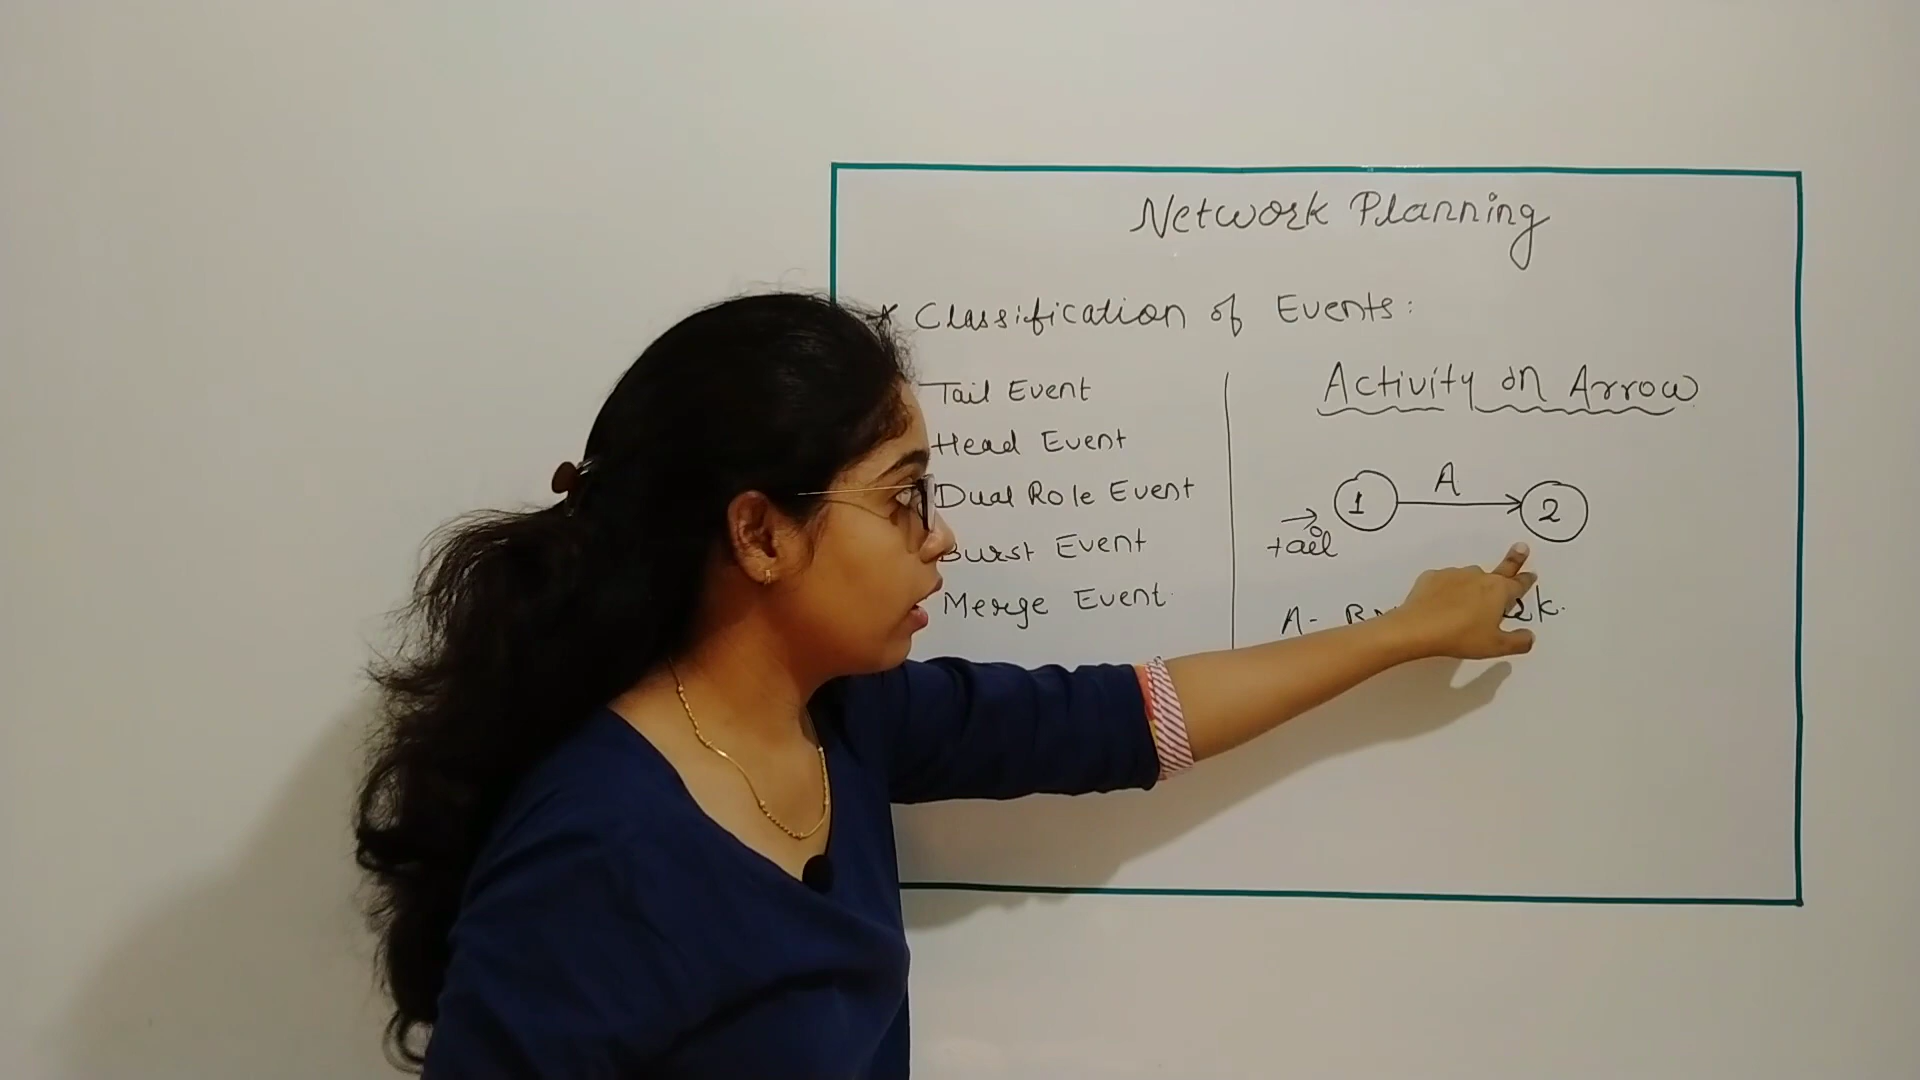 Network Planning
* Classification of Events:
Tail Event
Head Event
Dual Role Event
Burst Event
Merge Event
Activity on Arrow
1 A 2
tail
A-